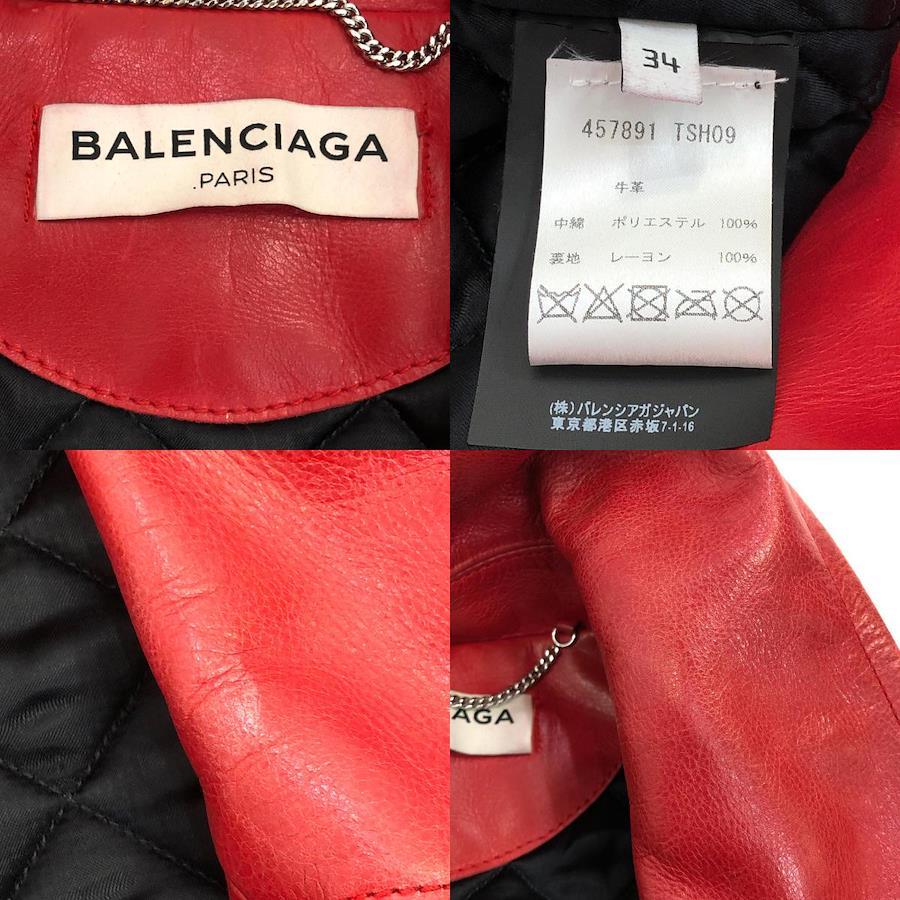 BALENCIAGA
.PARIS
34
457891 TSH09
牛革
中綿 ポリエステル 100%
裏地 レーヨン 100%
(株)バレンシアガジャパン
東京都港区赤坂7-1-16
AGA